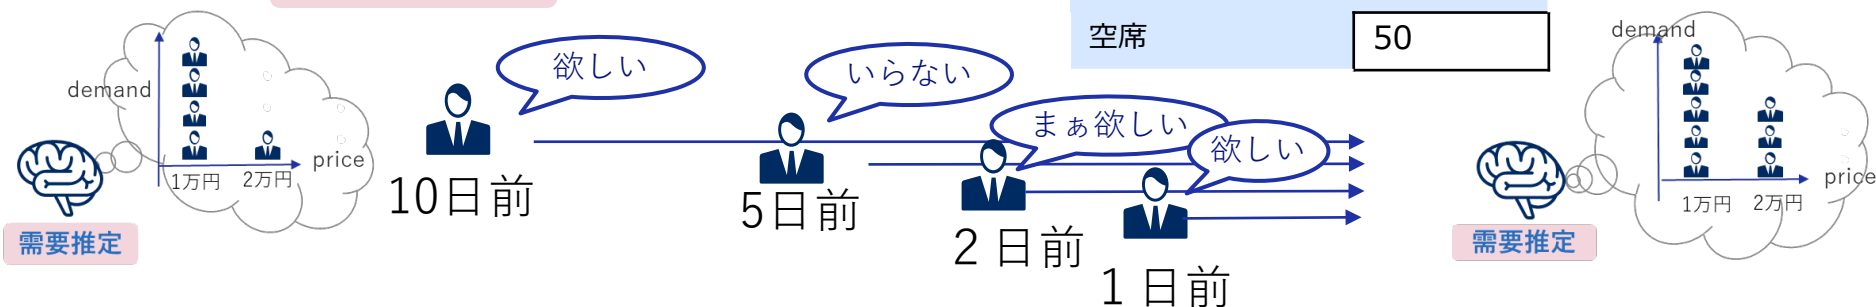 demand
price
1万円
2万円
需要推定
欲しい
10日前
いらない
5日前
まぁ欲しい
2 日前
欲しい
1 日前
空席
50
demand
price
1万円
2万円
需要推定